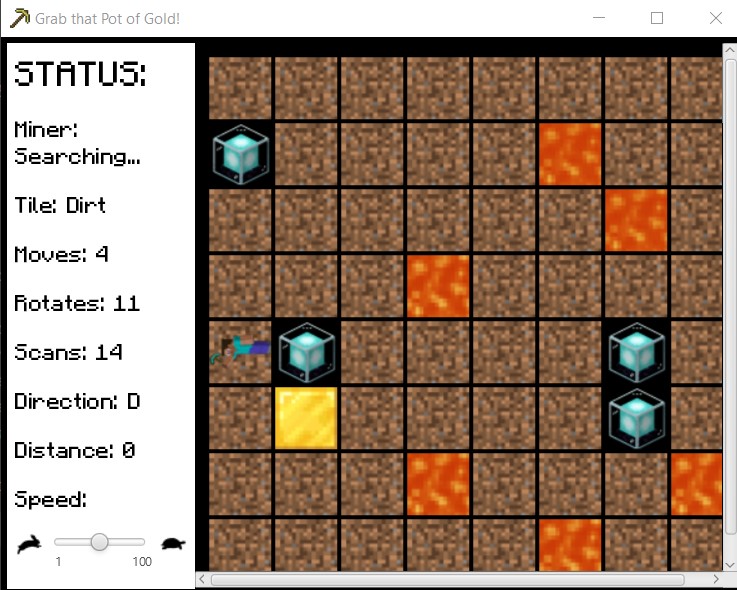 Grab that Pot of Gold!
STATUS:
Miner:
Searching...
Tile: Dirt
Moves: 4
Rotates: 11
Scans: 14
Direction: D
Distance: 0
Speed:
1 100